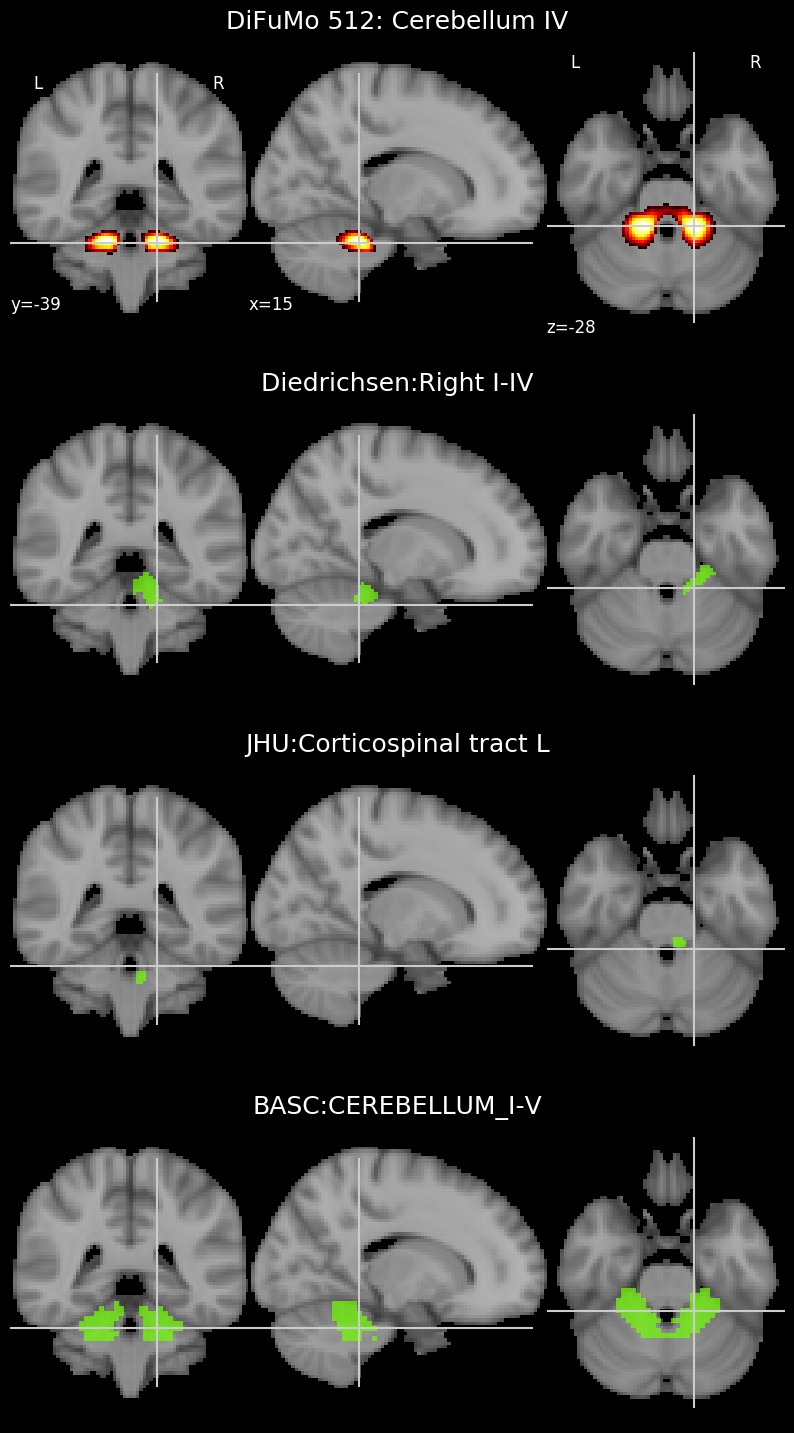 DiFuMo 512: Cerebellum IV
L R L R
y=-39 x=15 z=-28
Diedrichsen:Right I-IV
JHU:Corticospinal tract L
BASC:CEREBELLUM_I-V